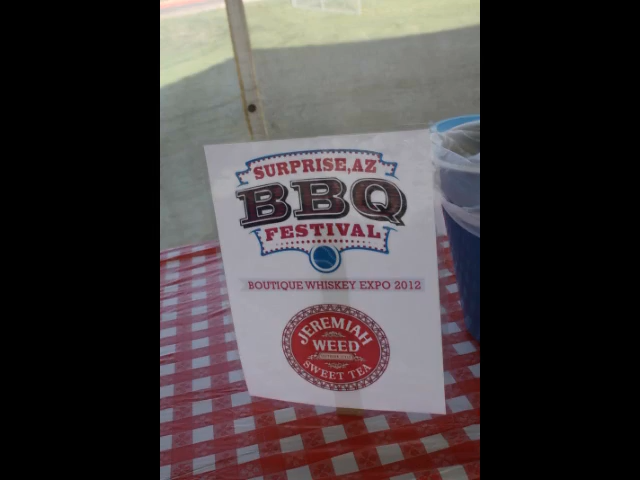 SURPRISE, AZ
BBQ
FESTIVAL
BOUTIQUE WHISKEY EXPO 2012
JEREMIAH
WEED
SWEET TEA